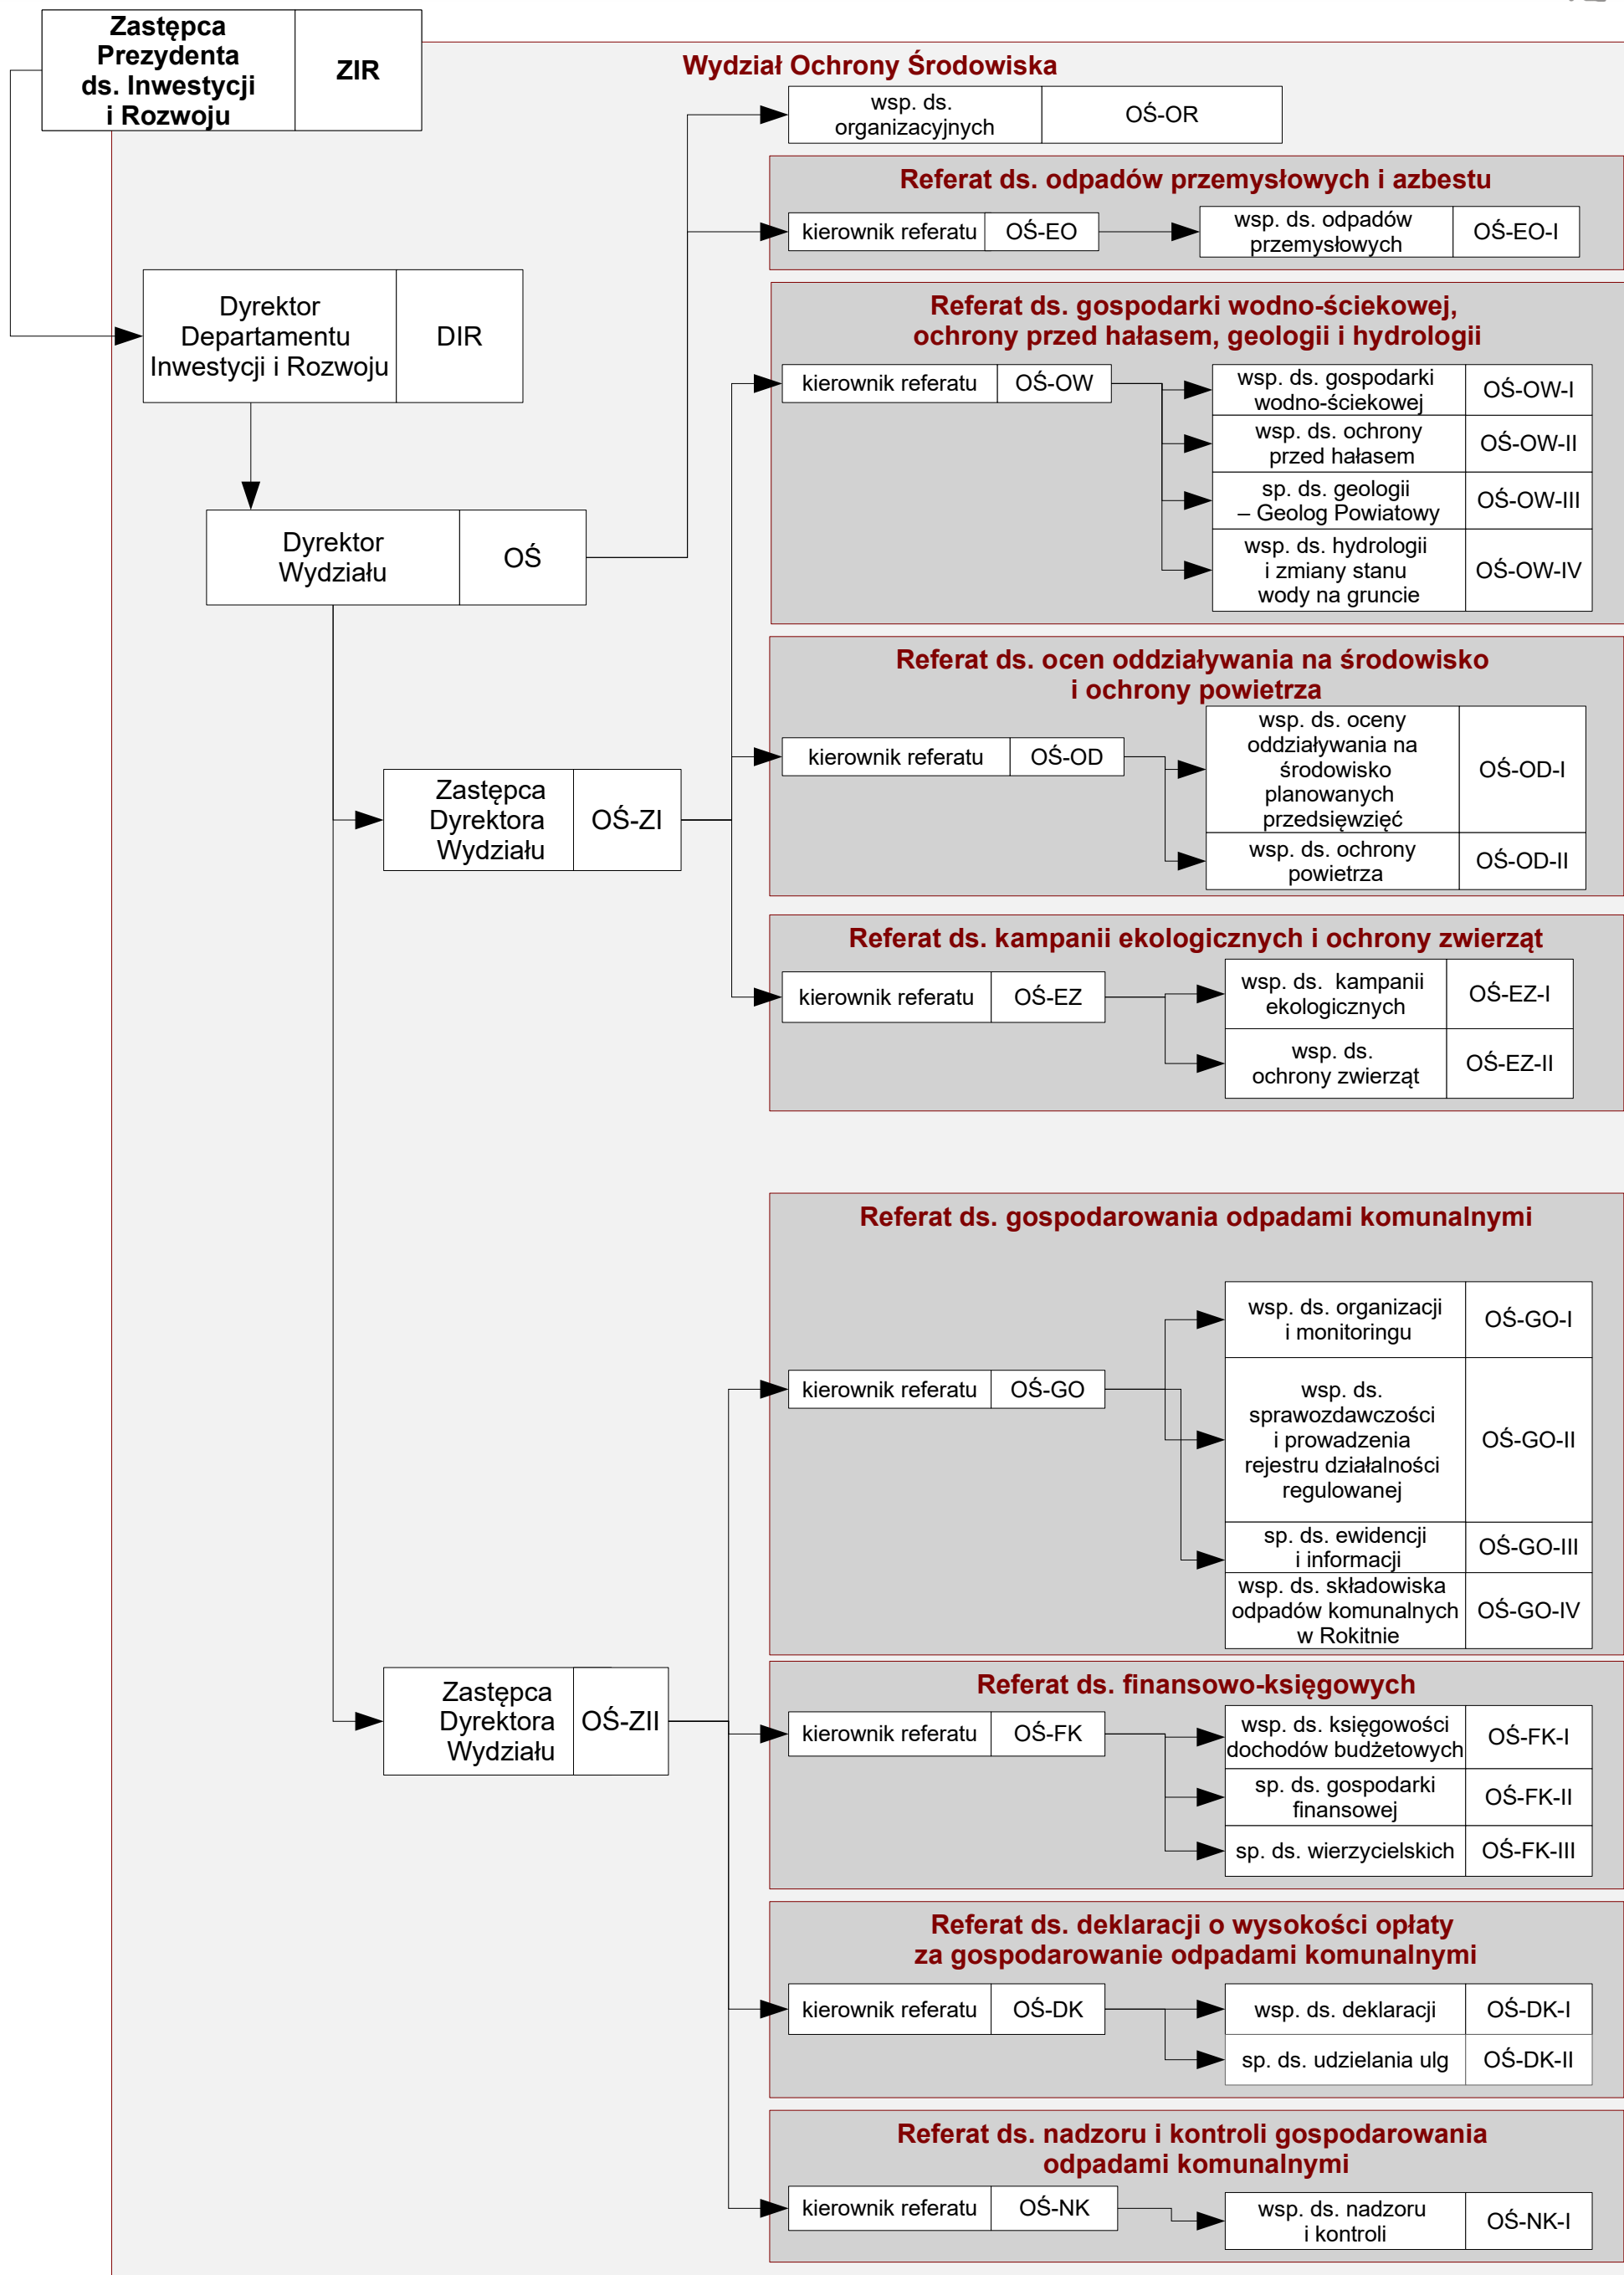 Zastępca
Prezydenta
ds. Inwestycji
i Rozwoju
ZIR
Wydział Ochrony Środowiska
wsp. ds.
organizacyjnych
OŚ-OR
Referat ds. odpadów przemysłowych i azbestu
kierownik referatu
OŚ-EO
wsp. ds. odpadów
przemysłowych
OŚ-EO-I
Dyrektor
Departamentu
Inwestycji i Rozwoju
DIR
Referat ds. gospodarki wodno-ściekowej,
ochrony przed hałasem, geologii i hydrologii
kierownik referatu
OŚ-OW
wsp. ds. gospodarki
wodno-ściekowej
OŚ-OW-I
wsp. ds. ochrony
przed hałasem
OŚ-OW-II
sp. ds. geologii
– Geolog Powiatowy
OŚ-OW-III
wsp. ds. hydrologii
i zmiany stanu
wody na gruncie
OŚ-OW-IV
Dyrektor
Wydziału
OŚ
Referat ds. ocen oddziaływania na środowisko
i ochrony powietrza
kierownik referatu
OŚ-OD
wsp. ds. oceny
oddziaływania na
środowisko
planowanych
przedsięwzięć
OŚ-OD-I
wsp. ds. ochrony
powietrza
OŚ-OD-II
Zastępca
Dyrektora
Wydziału
OŚ-ZI
Referat ds. kampanii ekologicznych i ochrony zwierząt
kierownik referatu
OŚ-EZ
wsp. ds. kampanii
ekologicznych
OŚ-EZ-I
wsp. ds.
ochrony zwierząt
OŚ-EZ-II
Referat ds. gospodarowania odpadami komunalnymi
kierownik referatu
OŚ-GO
wsp. ds. organizacji
i monitoringu
OŚ-GO-I
wsp. ds.
sprawozdawczości
i prowadzenia
rejestru działalności
regulowanej
OŚ-GO-II
sp. ds. ewidencji
i informacji
OŚ-GO-III
wsp. ds. składowiska
odpadów komunalnych
w Rokitnie
OŚ-GO-IV
Zastępca
Dyrektora
Wydziału
OŚ-ZII
Referat ds. finansowo-księgowych
kierownik referatu
OŚ-FK
wsp. ds. księgowości
dochodów budżetowych
OŚ-FK-I
sp. ds. gospodarki
finansowej
OŚ-FK-II
sp. ds. wierzycielskich
OŚ-FK-III
Referat ds. deklaracji o wysokości opłaty
za gospodarowanie odpadami komunalnymi
kierownik referatu
OŚ-DK
wsp. ds. deklaracji
OŚ-DK-I
sp. ds. udzielania ulg
OŚ-DK-II
Referat ds. nadzoru i kontroli gospodarowania
odpadami komunalnymi
kierownik referatu
OŚ-NK
wsp. ds. nadzoru
i kontroli
OŚ-NK-I